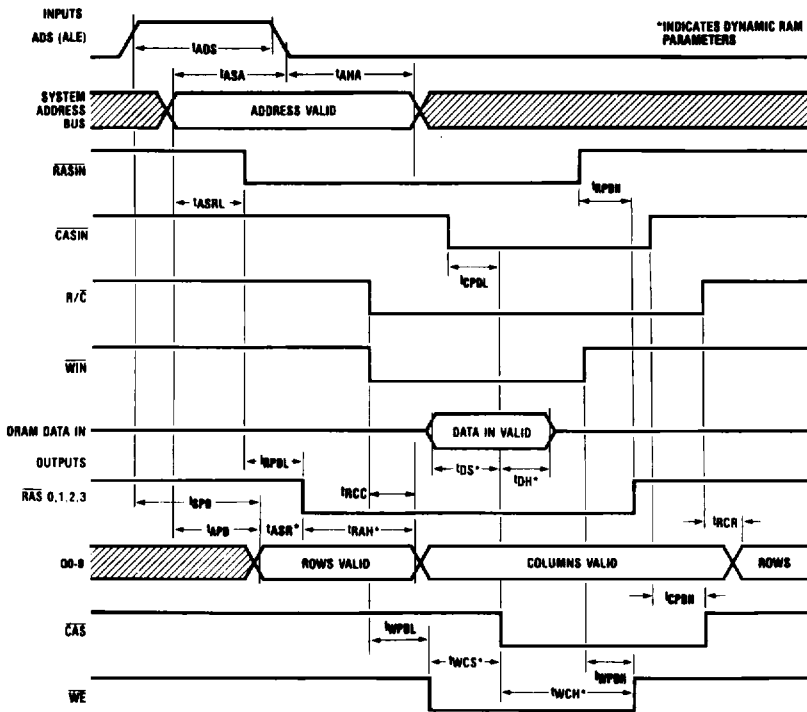 INPUTS
ADS (ALE)
*INDICATES DYNAMIC RAM
PARAMETERS
tADS
tASA
tAHA
SYSTEM
ADDRESS
BUS
ADDRESS VALID
RASIN
tRPDH
tASRL
CASIN
tCPDL
R/C
WIN
DRAM DATA IN
DATA IN VALID
OUTPUTS
tRPDL
tDS*
tDH*
tRCC
RAS 0,1,2,3
tSPD
tAPD
tASR*
tRAH*
tRCR
Q0-8
ROWS VALID
COLUMNS VALID
ROWS
tCPDH
CAS
tWPDL
tWCS*
tWPDH
tWCH*
WE